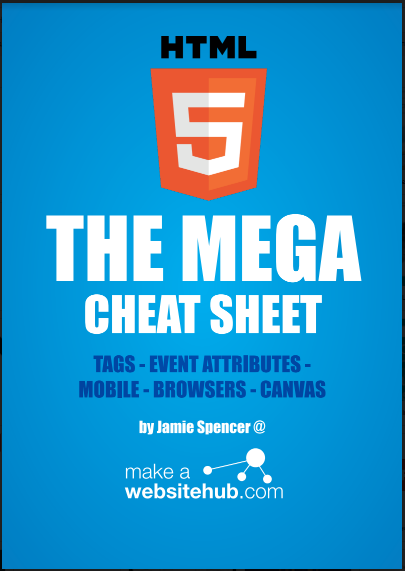 HTML
5
THE MEGA
CHEAT SHEET
TAGS - EVENT ATTRIBUTES -
MOBILE - BROWSERS - CANVAS
by Jamie Spencer @
make a
websitehub.com